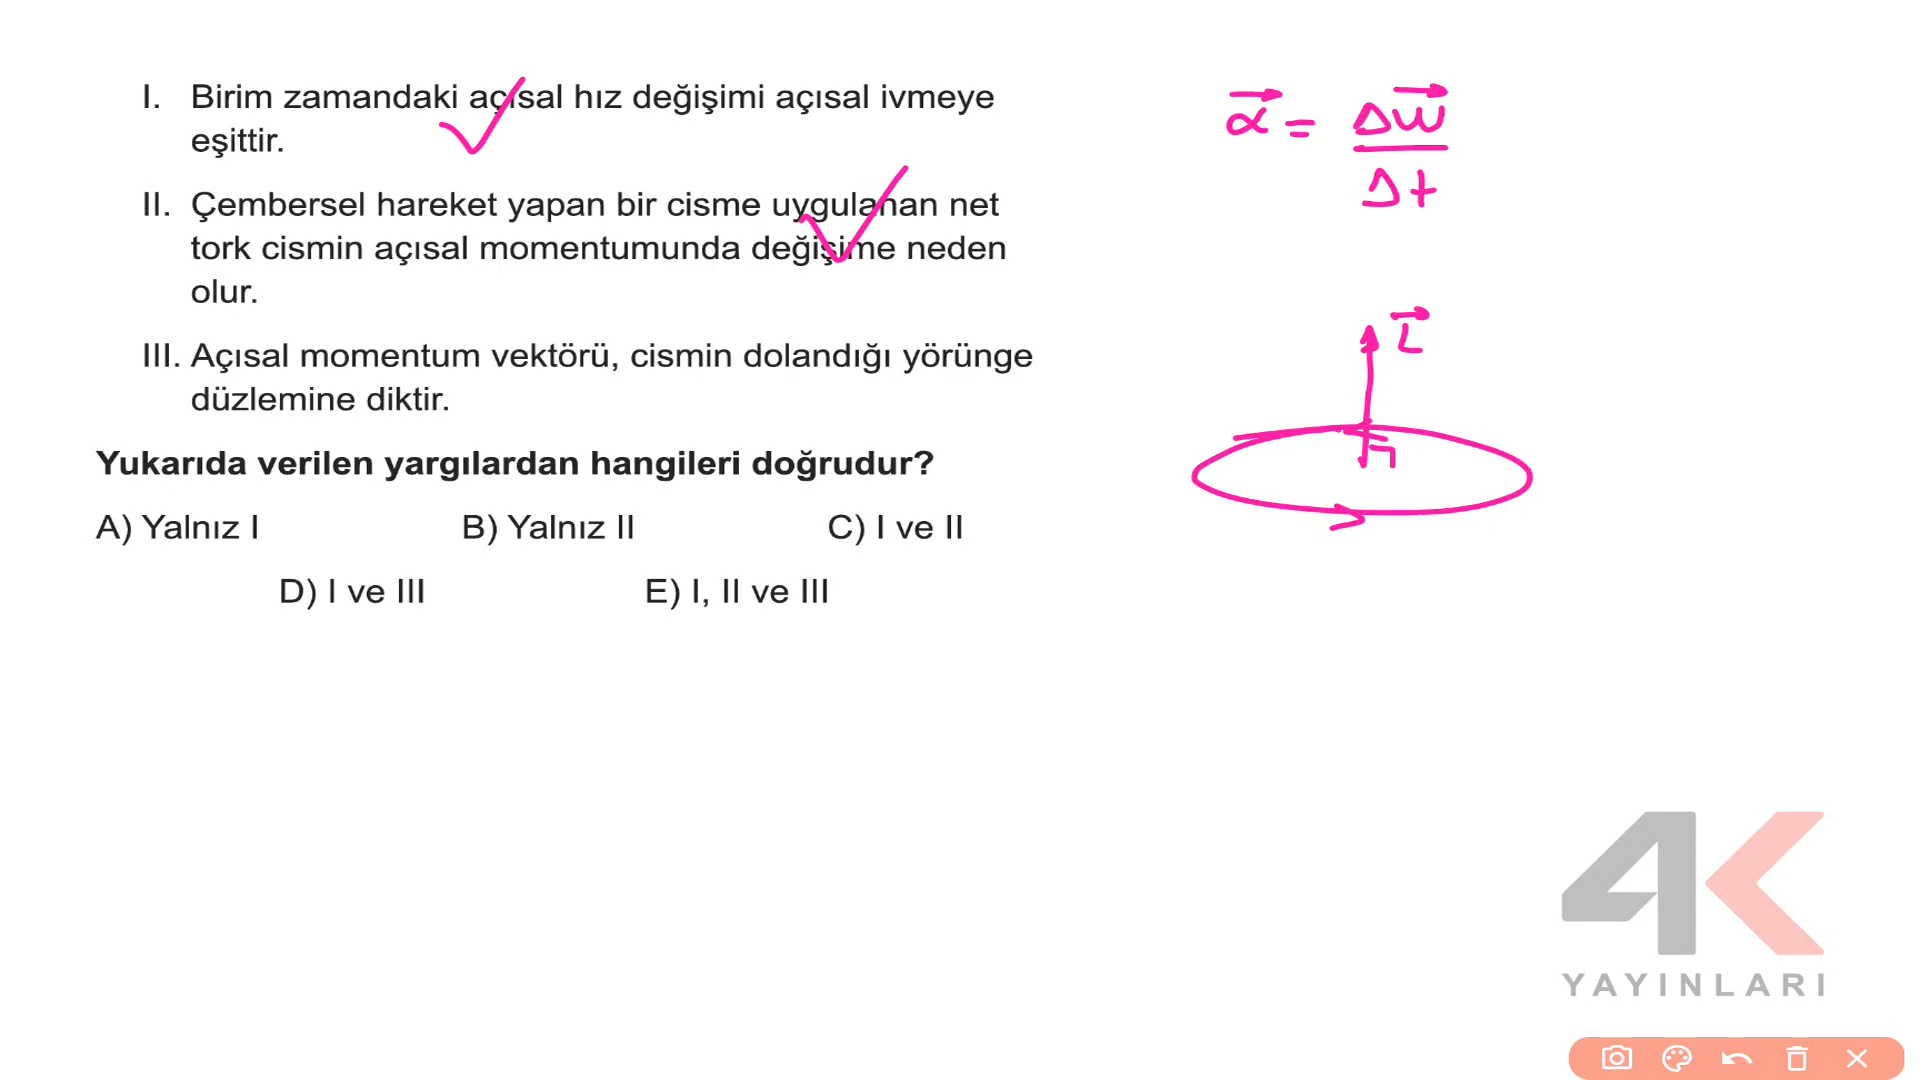 I. Birim zamandaki açısal hız değişimi açısal ivmeye
eşittir.
II. Çembersel hareket yapan bir cisme uygulanan net
tork cismin açısal momentumunda değişime neden
olur.
III. Açısal momentum vektörü, cismin dolandığı yörünge
düzlemine diktir.
Yukarıda verilen yargılardan hangileri doğrudur?
A) Yalnız I B) Yalnız II C) I ve II
D) I ve III E) I, II ve III
α = Δw
Δt
L
4K
YAYINLARI